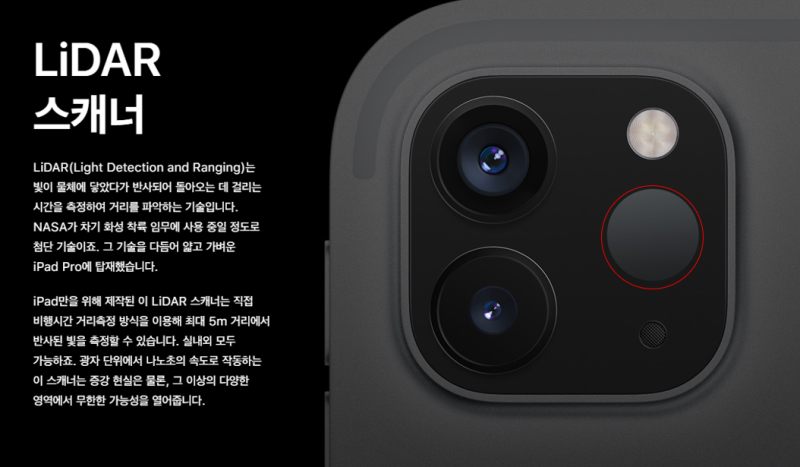 LiDAR
스캐너
LiDAR(Light Detection and Ranging)는
빛이 물체에 닿았다가 반사되어 돌아오는 데 걸리는
시간을 측정하여 거리를 파악하는 기술입니다.
NASA가 차기 화성 착륙 임무에 사용 중일 정도로
첨단 기술이죠. 그 기술을 다듬어 얇고 가벼운
iPad Pro에 탑재했습니다.
iPad만을 위해 제작된 이 LiDAR 스캐너는 직접
비행시간 거리측정 방식을 이용해 최대 5m 거리에서
반사된 빛을 측정할 수 있습니다. 실내외 모두
가능하죠. 광자 단위에서 나노초의 속도로 작동하는
이 스캐너는 증강 현실은 물론, 그 이상의 다양한
영역에서 무한한 가능성을 열어줍니다.